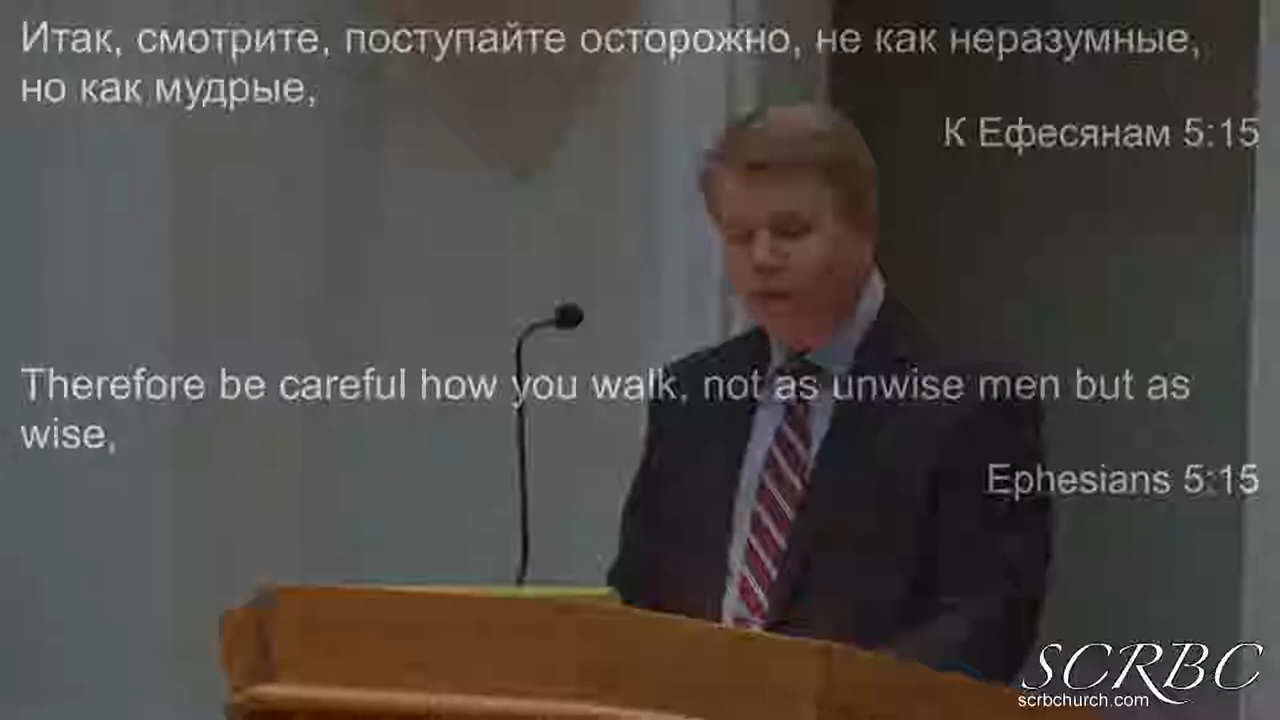 Итак, смотрите, поступайте осторожно, не как неразумные,
но как мудрые,
К Ефесянам 5:15
Therefore be careful how you walk, not as unwise men but as
wise,
Ephesians 5:15
SCRBC
scrbchurch.com